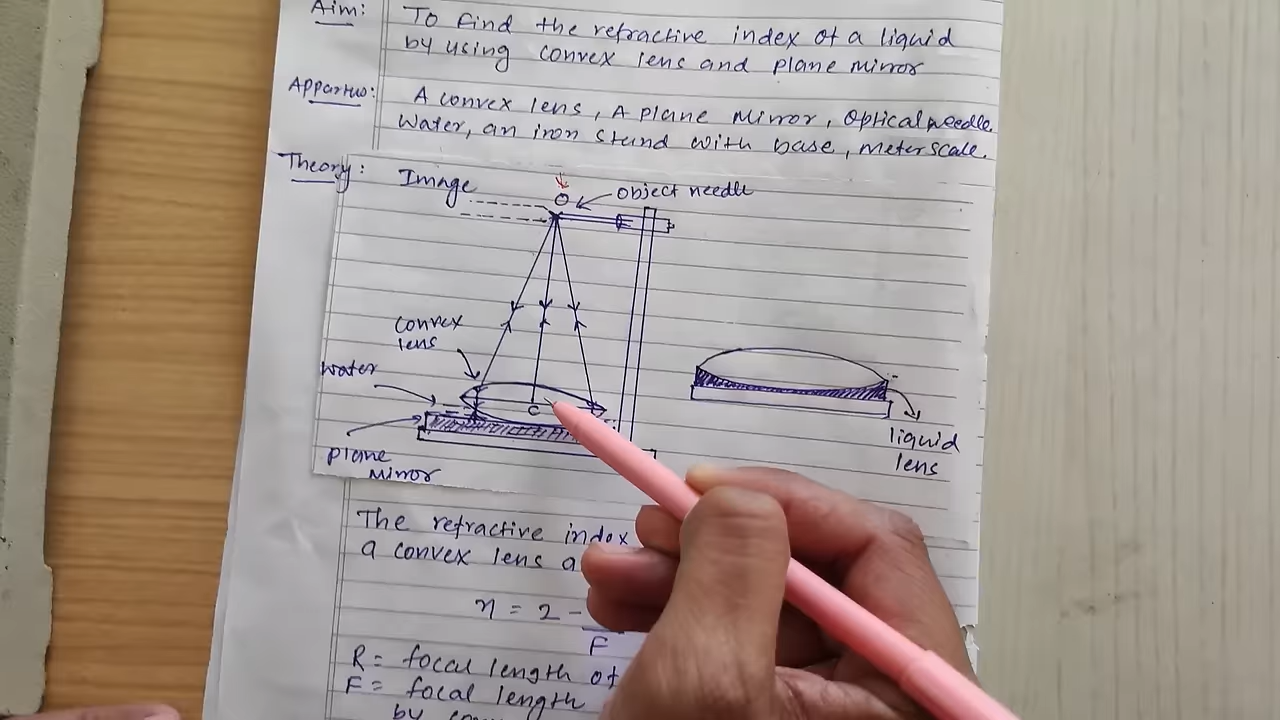 Aim:
To find the refractive index of a liquid
by using convex lens and plane mirror
Appartus:
A convex lens, A plane mirror, optical needle,
Water, an iron stand with base, meter scale.
Theory:
Image
O
object needle
convex
lens
water
C
plane
mirror
liquid
lens
The refractive index
a convex lens a
η = 2 -
F
R = focal length of
F = focal length
by